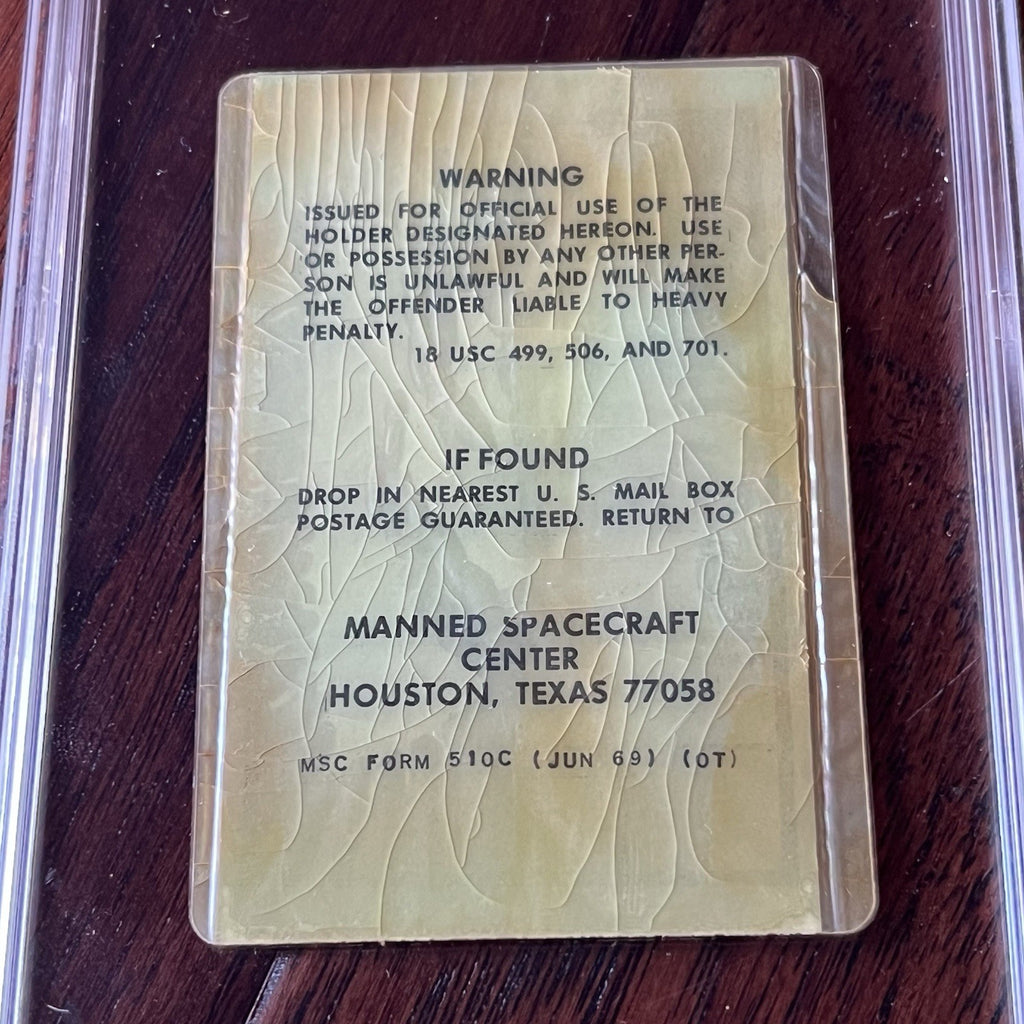 WARNING
ISSUED FOR OFFICIAL USE OF THE
HOLDER DESIGNATED HEREON. USE
OR POSSESSION BY ANY OTHER PER-
SON IS UNLAWFUL AND WILL MAKE
THE OFFENDER LIABLE TO HEAVY
PENALTY.
18 USC 499, 506, AND 701.
IF FOUND
DROP IN NEAREST U. S. MAIL BOX
POSTAGE GUARANTEED. RETURN TO
MANNED SPACECRAFT
CENTER
HOUSTON, TEXAS 77058
MSC FORM 510C (JUN 69) (OT)